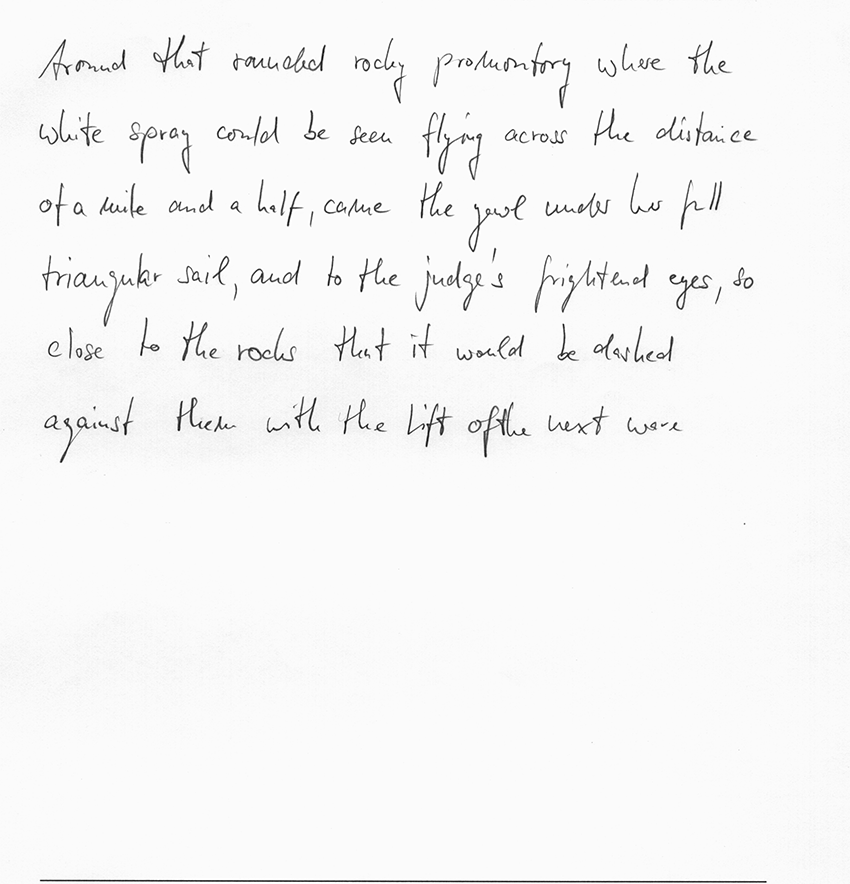 Around that rounded rocky promontory where the
white spray could be seen flying across the distance
of a mile and a half, came the yawl under her full
triangular sail, and to the judge's frightend eyes, so
close to the rocks that it would be dashed
against them with the lift of the next wave